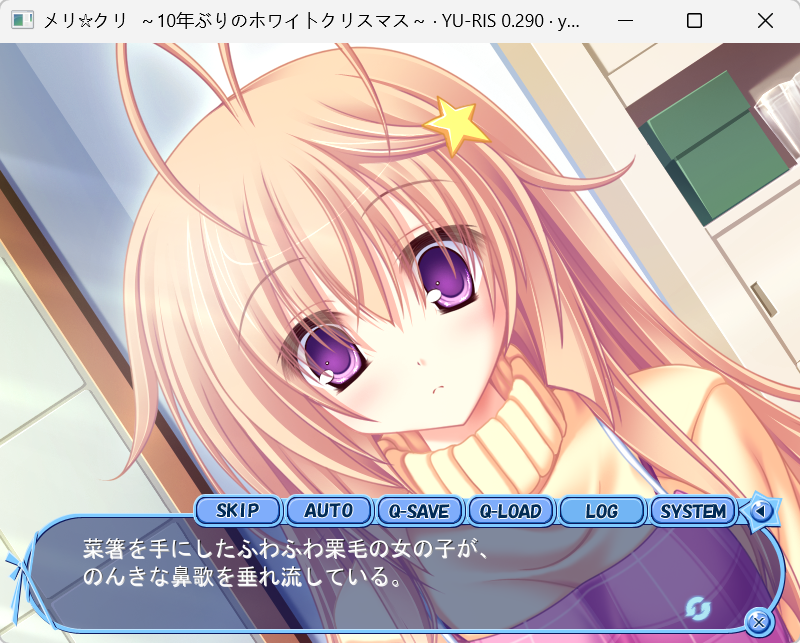 メリ☆クリ ～10年ぶりのホワイトクリスマス～ · YU-RIS 0.290 · y...
SKIP AUTO Q-SAVE Q-LOAD LOG SYSTEM
菜箸を手にしたふわふわ栗毛の女の子が、
のんきな鼻歌を垂れ流している。